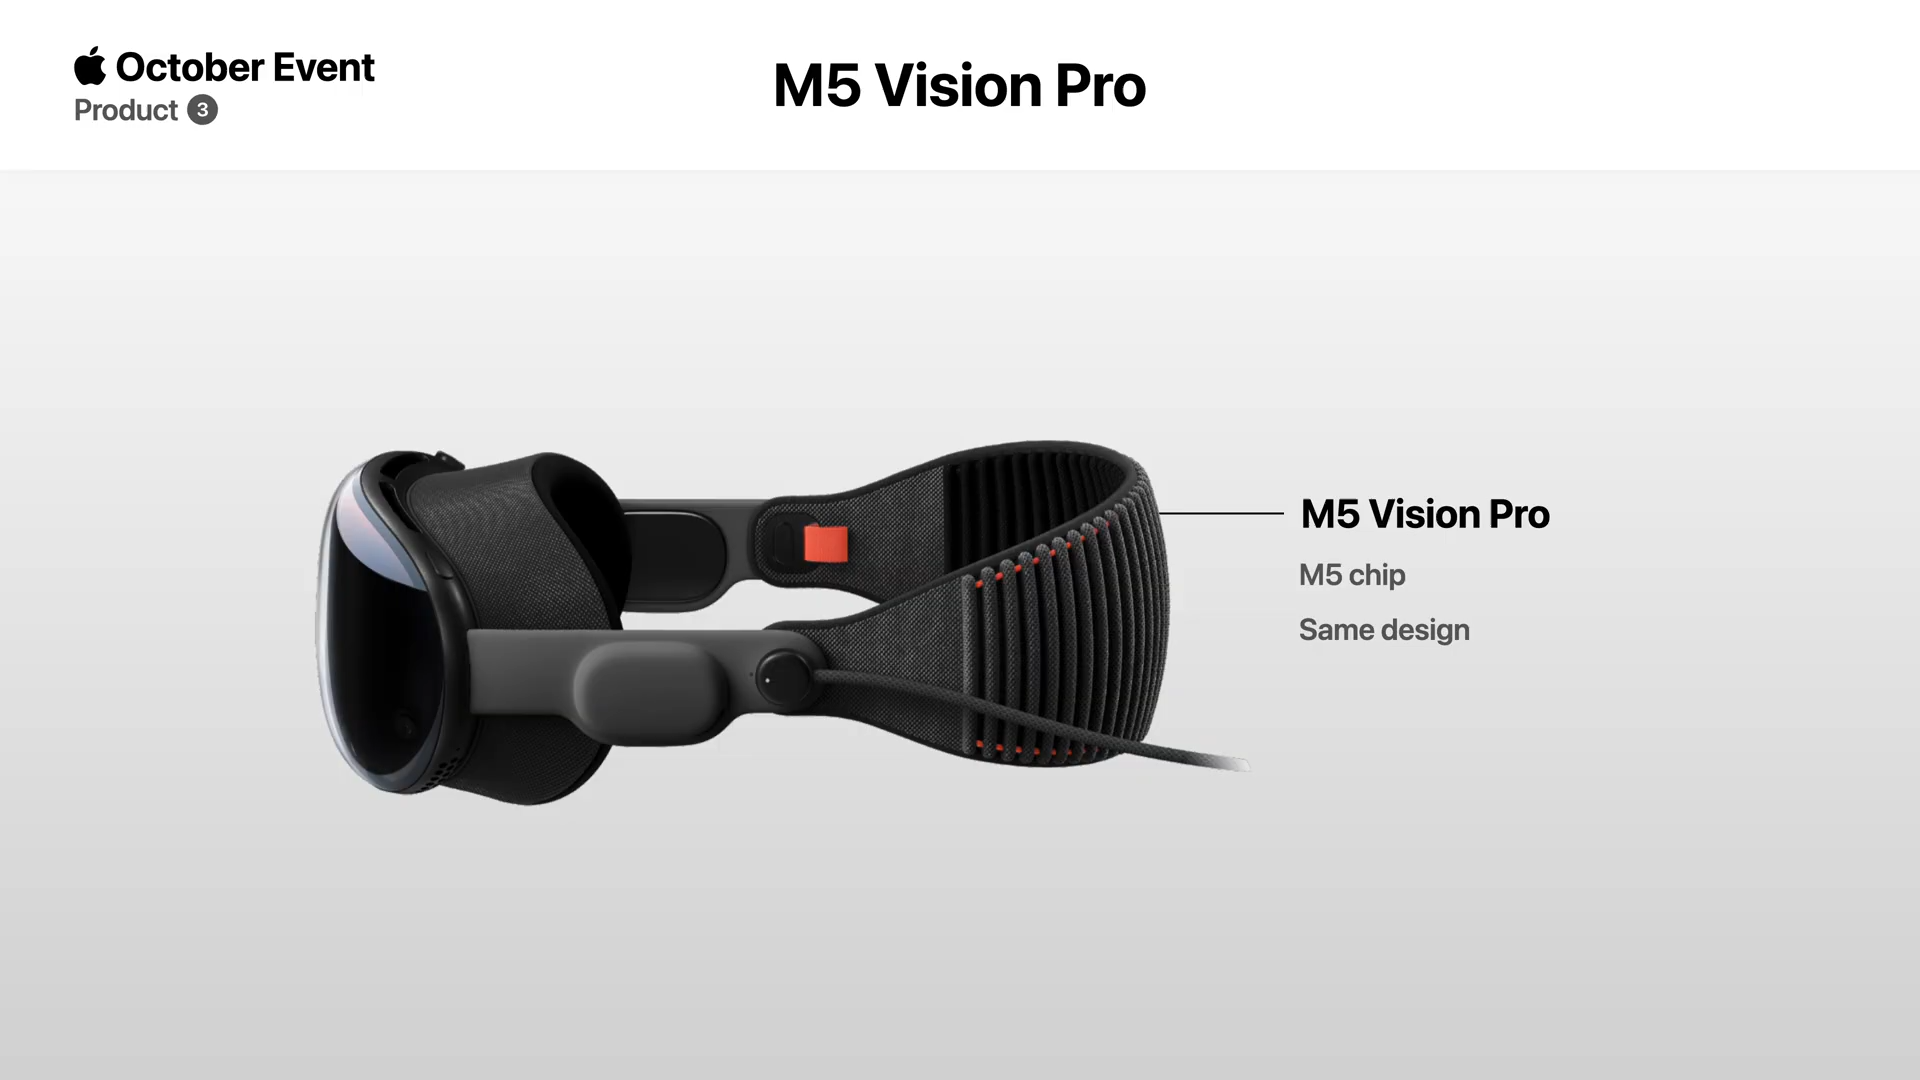 October Event
Product 3
M5 Vision Pro
M5 Vision Pro
M5 chip
Same design